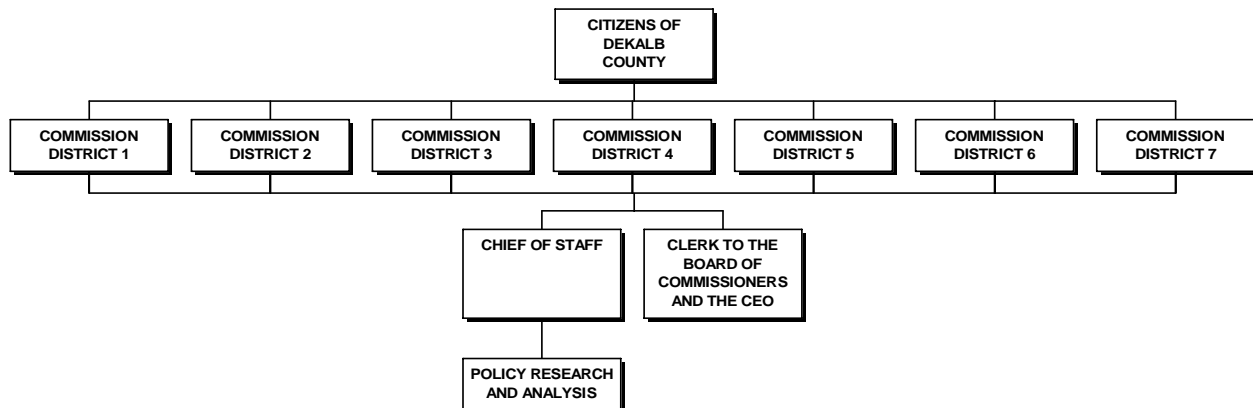 CITIZENS OF
DEKALB
COUNTY
COMMISSION
DISTRICT 1
COMMISSION
DISTRICT 2
COMMISSION
DISTRICT 3
COMMISSION
DISTRICT 4
COMMISSION
DISTRICT 5
COMMISSION
DISTRICT 6
COMMISSION
DISTRICT 7
CHIEF OF STAFF
CLERK TO THE
BOARD OF
COMMISSIONERS
AND THE CEO
POLICY RESEARCH
AND ANALYSIS